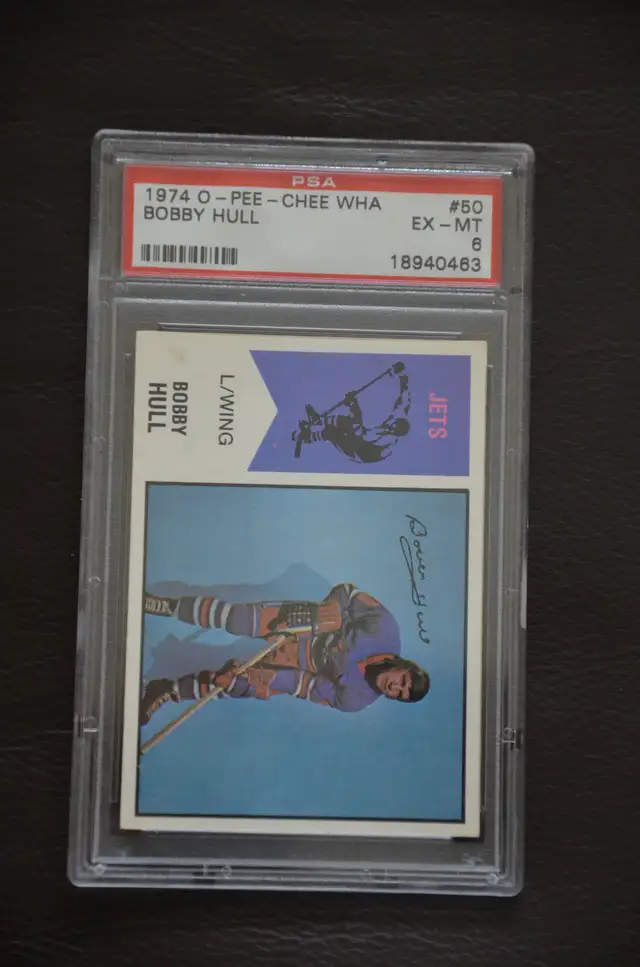 PSA
1974 O-PEE-CHEE WHA #50
BOBBY HULL EX-MT
6
18940463
JETS
L/WING
BOBBY
HULL